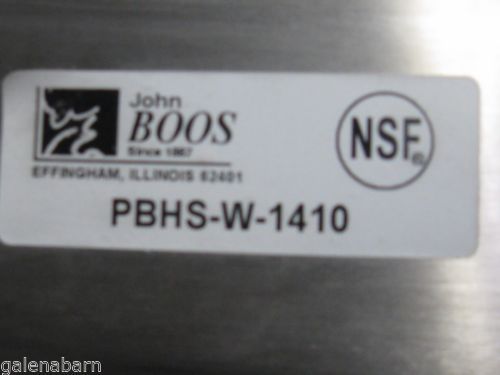 John
BOOS
Since 1887
EFFINGHAM, ILLINOIS 62401
NSF®
PBHS-W-1410
galenabarn